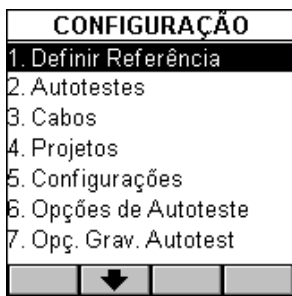 CONFIGURAÇÃO
1. Definir Referência
2. Autotestes
3. Cabos
4. Projetos
5. Configurações
6. Opções de Autoteste
7. Opç. Grav. Autotest